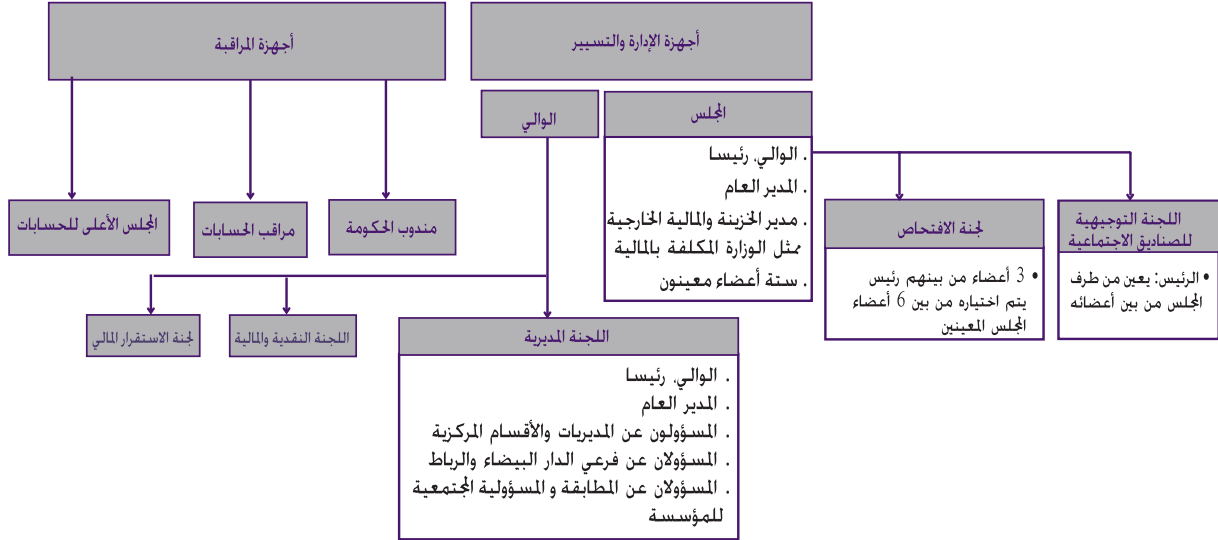 أجهزة الإدارة والتسيير
أجهزة المراقبة
المجلس
. الوالي، رئيسا
. المدير العام
. مدير الخزينة والمالية الخارجية
ممثل الوزارة المكلفة بالمالية
. ستة أعضاء معينون
اللجنة التوجيهية
للصناديق الاجتماعية
• الرئيس: يعين من طرف
المجلس من بين أعضائه
لجنة الافتحاص
• 3 أعضاء من بينهم رئيس
يتم اختياره من بين 6 أعضاء
المجلس المعينين
الوالي
اللجنة المديرية
. الوالي، رئيسا
. المدير العام
. المسؤولون عن المديريات والأقسام المركزية
. المسؤولان عن فرعي الدار البيضاء والرباط
. المسؤولان عن المطابقة و المسؤولية المجتمعية
للمؤسسة
اللجنة النقدية والمالية
لجنة الاستقرار المالي
مندوب الحكومة
مراقب الحسابات
المجلس الأعلى للحسابات